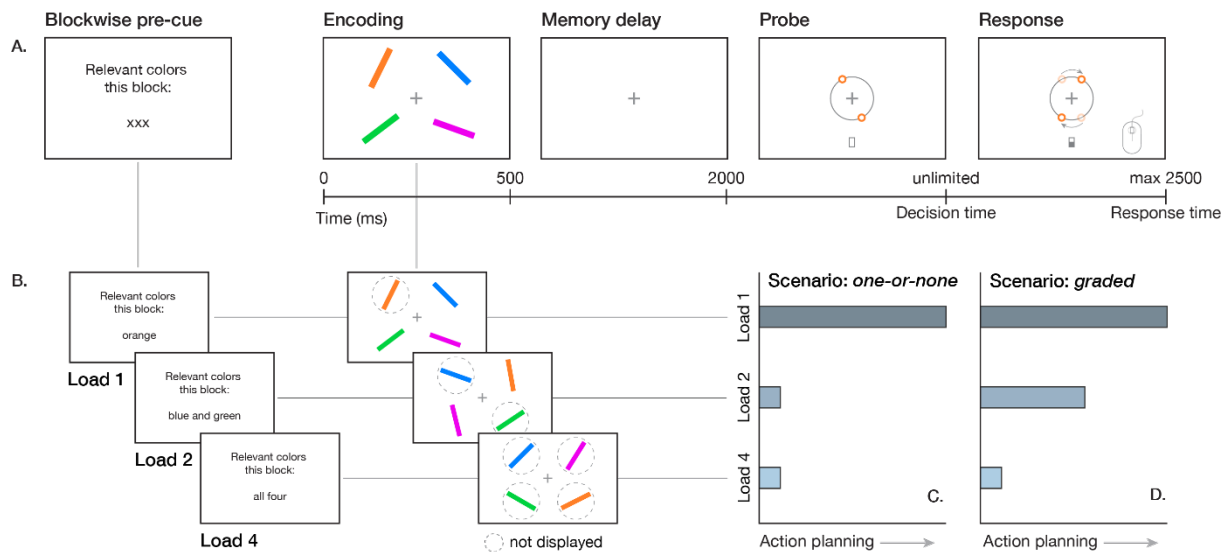 Blockwise pre-cue
Encoding
Memory delay
Probe
Response
A.
Relevant colors
this block:
xxx
0
500
2000
unlimited
max 2500
Time (ms)
Decision time
Response time
B.
Relevant colors
this block:
orange
Load 1
Relevant colors
this block:
blue and green
Load 2
Relevant colors
this block:
all four
Load 4
not displayed
Scenario: one-or-none
Load 1
Load 2
Load 4
C.
Action planning
Scenario: graded
D.
Action planning